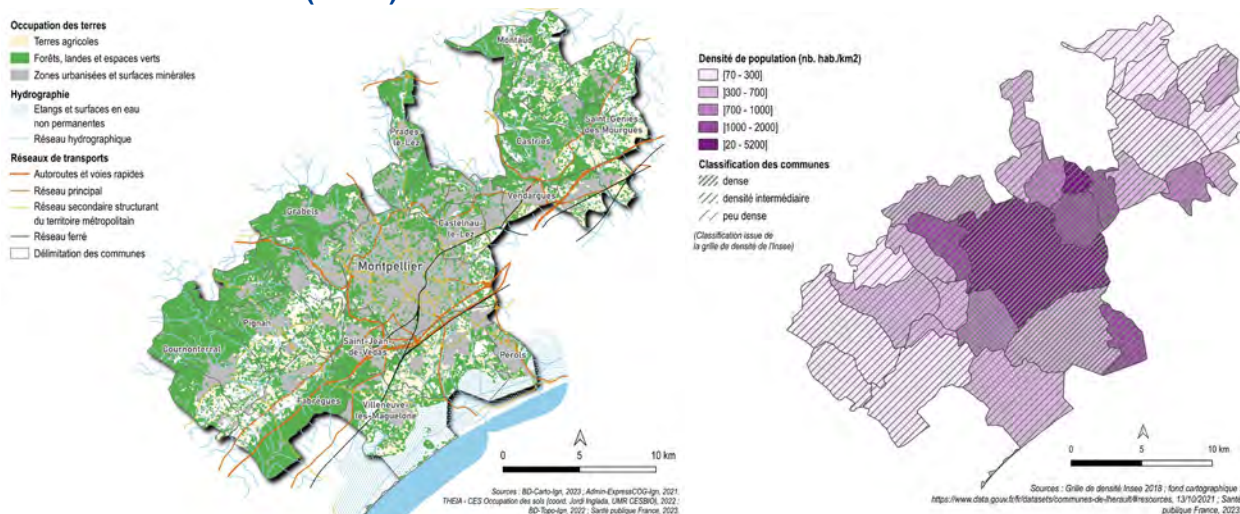 Occupation des terres
Terres agricoles
Forêts, landes et espaces verts
Zones urbanisées et surfaces minérales
Hydrographie
Etangs et surfaces en eau
non permanentes
Réseau hydrographique
Réseaux de transports
Autoroutes et voies rapides
Réseau principal
Réseau secondaire structurant
du territoire métropolitain
Réseau ferré
Délimitation des communes
Montaud
Saint-Geniès
-des-Mourgues
Prades
-le-Lez
Castries
Vendargues
Grabels
Castelnau
-le-Lez
Montpellier
Pignan
Cournonterral
Saint-Jean
-de-Védas
Pérols
Fabrègues
Villeneuve
-lès-Maguelone
0 5 10 km
Sources : BD-Carto-Ign, 2023 ; Admin-ExpressCOG-Ign, 2021.
THEIA - CES Occupation des sols (coord. Jordi Inglada, UMR CESBIO), 2022 ;
BD-Topo-Ign, 2022 ; Santé publique France, 2023.
Densité de population (nb. hab./km2)
[70 - 300]
]300 - 700]
]700 - 1000]
]1000 - 2000]
]20 - 5200]
Classification des communes
dense
densité intermédiaire
peu dense
(Classification issue de
la grille de densité de l'Insee)
0 5 10 km
Sources : Grille de densité Insee 2018 ; fond cartographique :
https://www.data.gouv.fr/fr/datasets/communes-de-lherault/#resources, 13/10/2021 ; Santé
publique France, 2023.